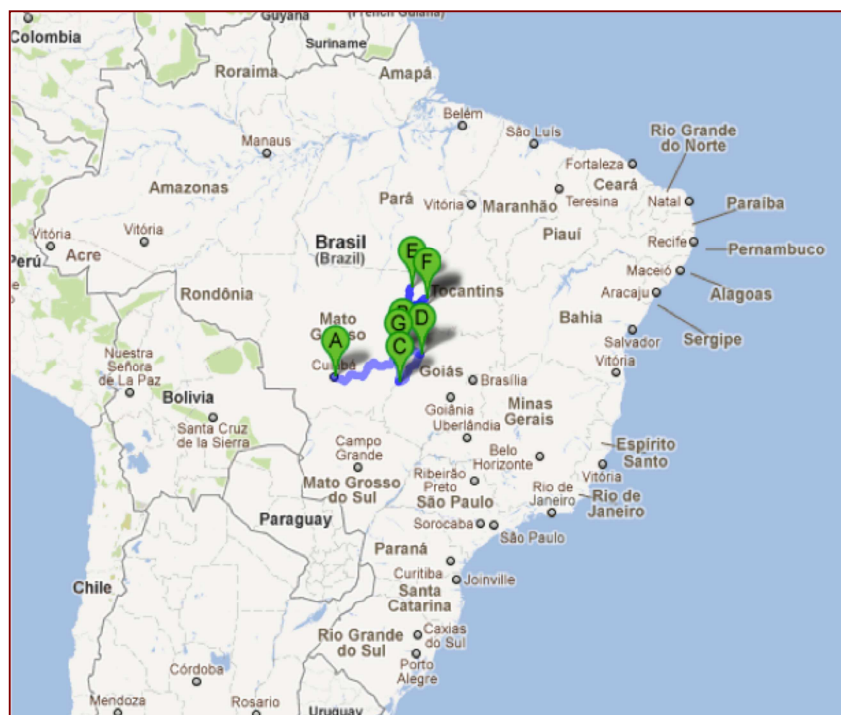 Guyana
(French Guiana)
Colombia
Suriname
Roraima
Amapá
Belém
São Luís
Rio Grande
do Norte
Manaus
Fortaleza
Ceará
Amazonas
Pará
Vitória
Maranhão
Teresina
Natal
Paraíba
Piauí
Vitória
Vitória
Brasil
(Brazil)
Recife
Pernambuco
Perú
Acre
E
F
Maceió
Alagoas
Rondônia
Tocantins
Aracaju
Mato
Grosso
G
D
Bahia
Sergipe
A
C
Salvador
Nuestra
Señora
de La Paz
Cuiabá
Goiás
Brasília
Vitória
Bolivia
Goiânia
Minas
Gerais
Santa Cruz
de la Sierra
Uberlândia
Campo
Grande
Belo
Horizonte
Espírito
Santo
Mato Grosso
do Sul
Ribeirão
Preto
Vitória
Rio de
Janeiro
Rio de
Janeiro
São Paulo
Paraguay
Sorocaba
São Paulo
Paraná
Curitiba
Joinville
Chile
Santa
Catarina
Rio Grande
do Sul
Caxias
do Sul
Porto
Alegre
Córdoba
Mendoza
Rosario
Uruguay